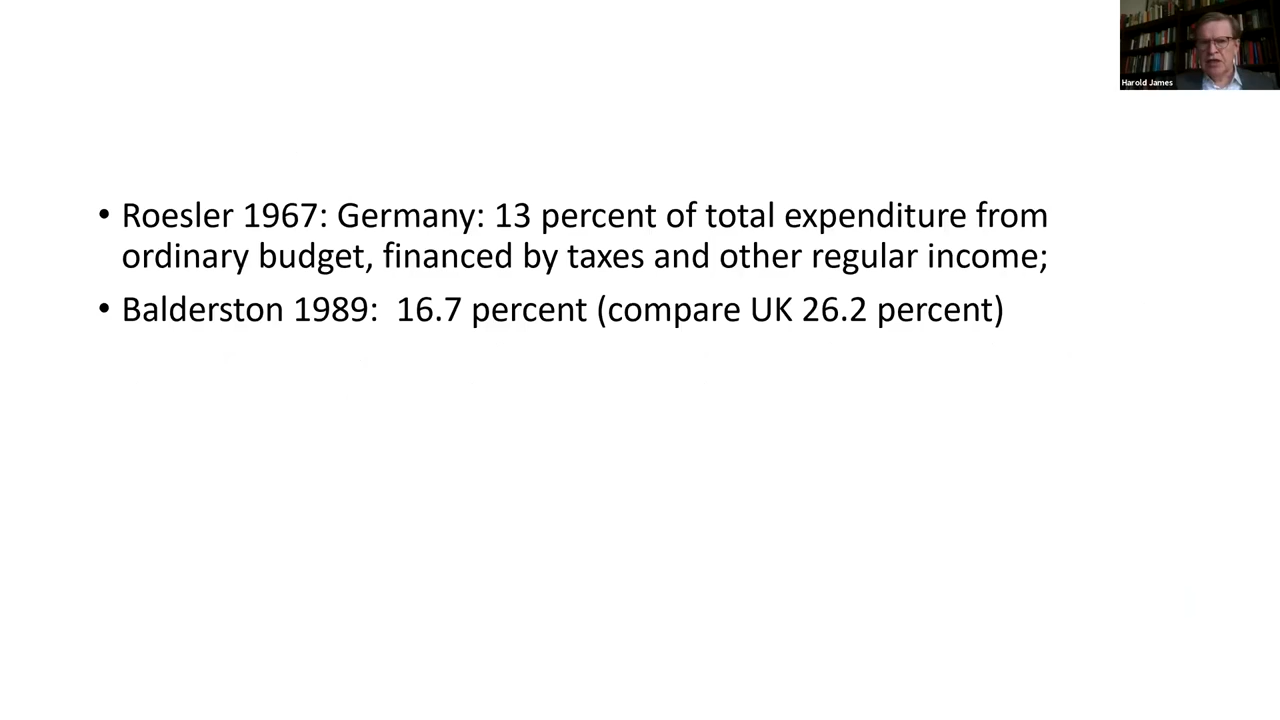 Harold James
• Roesler 1967: Germany: 13 percent of total expenditure from
ordinary budget, financed by taxes and other regular income;
• Balderston 1989:  16.7 percent (compare UK 26.2 percent)